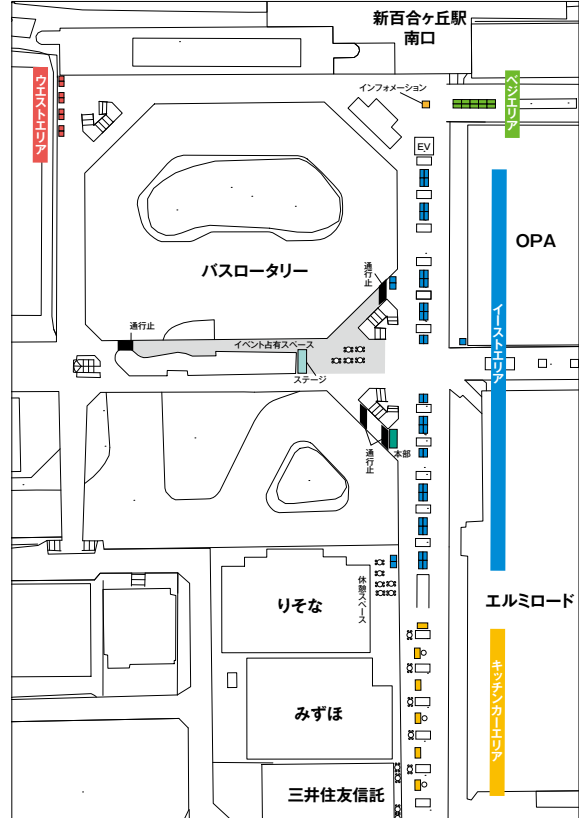 新百合ヶ丘駅
南口
ウエストエリア
インフォメーション
ベジエリア
EV
OPA
バスロータリー
通行止
イーストエリア
通行止
イベント占有スペース
ステージ
通行止
本部
休憩スペース
りそな
エルミロード
キッチンカーエリア
みずほ
三井住友信託